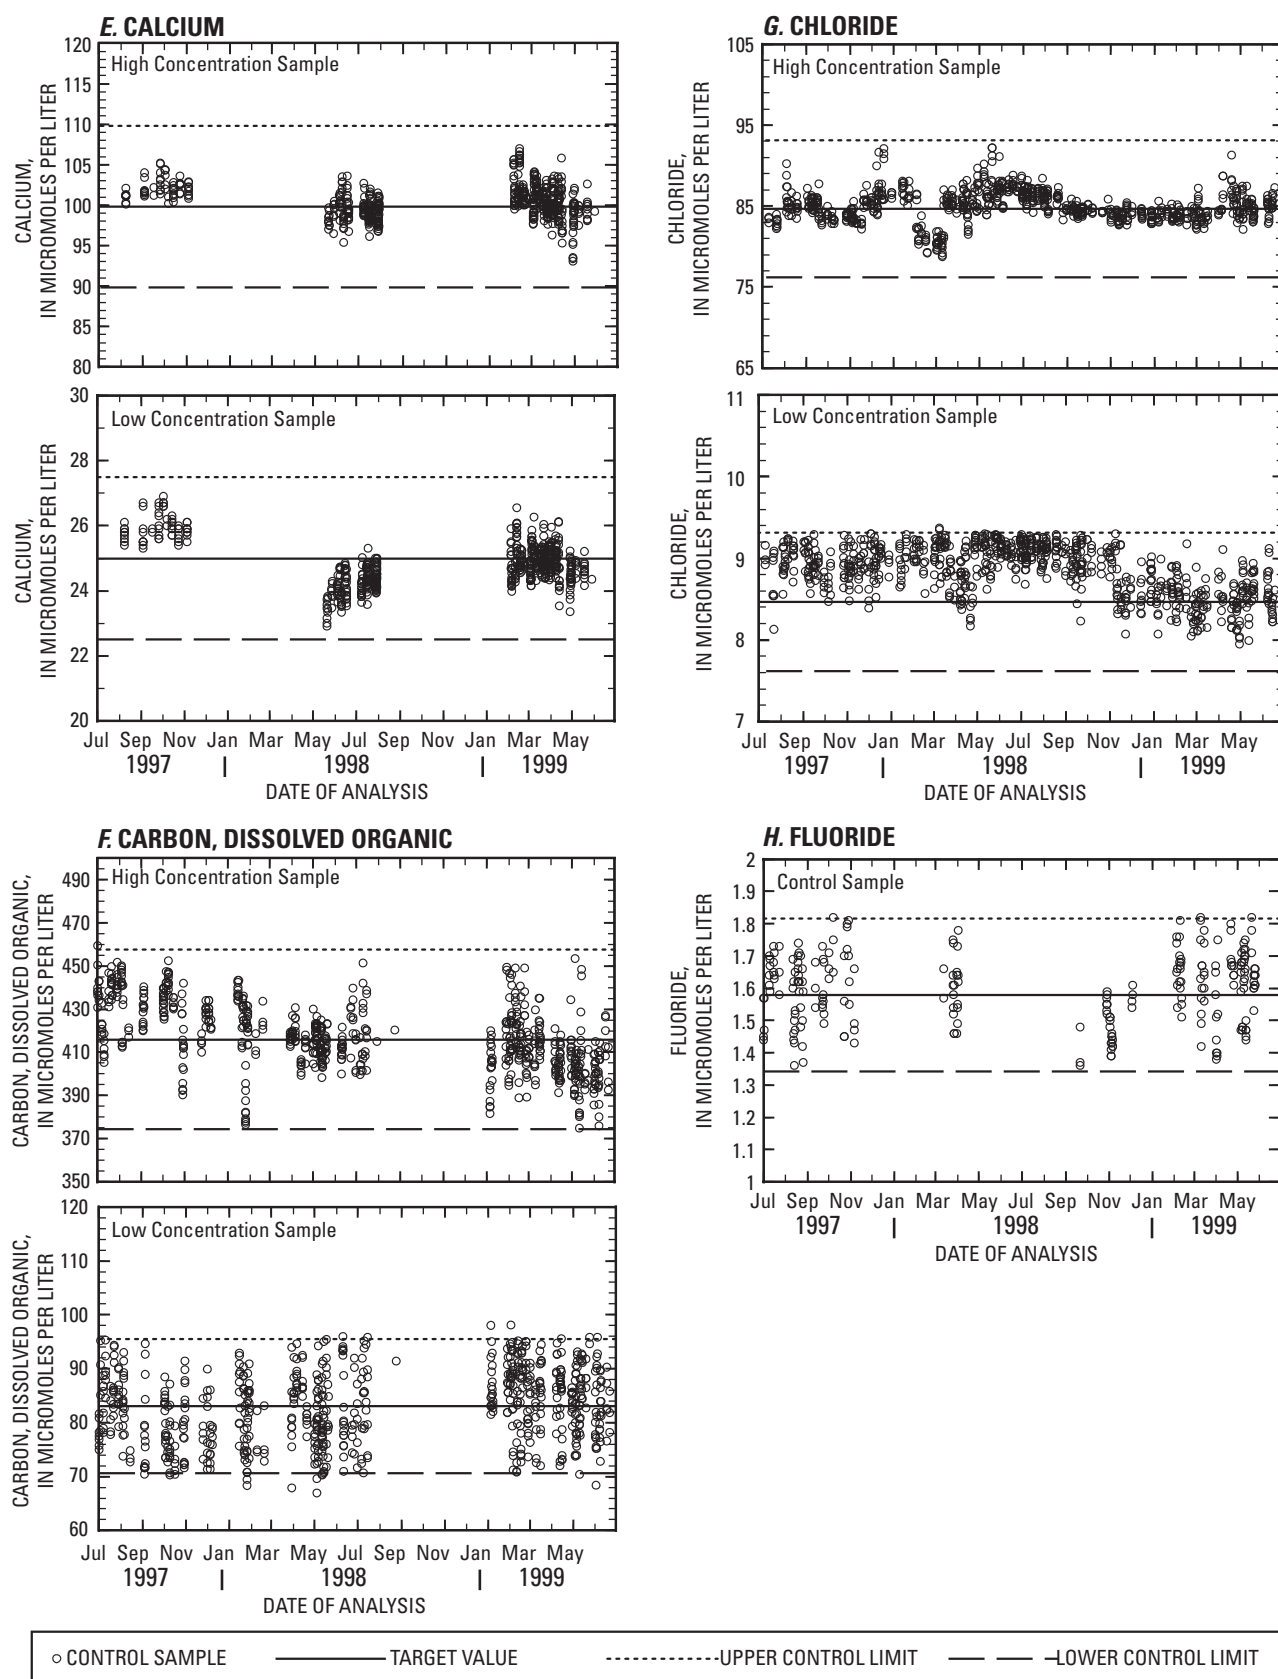 E. CALCIUM
120
115
110
105
100
95
90
85
80
High Concentration Sample
CALCIUM,
IN MICROMOLES PER LITER
30
28
26
24
22
20
Low Concentration Sample
CALCIUM,
IN MICROMOLES PER LITER
Jul Sep Nov Jan Mar May Jul Sep Nov Jan Mar May
1997 | 1998 | 1999
DATE OF ANALYSIS
G. CHLORIDE
105
95
85
75
65
High Concentration Sample
CHLORIDE,
IN MICROMOLES PER LITER
11
10
9
8
7
Low Concentration Sample
CHLORIDE,
IN MICROMOLES PER LITER
Jul Sep Nov Jan Mar May Jul Sep Nov Jan Mar May
1997 | 1998 | 1999
DATE OF ANALYSIS
F. CARBON, DISSOLVED ORGANIC
490
470
450
430
410
390
370
350
High Concentration Sample
CARBON, DISSOLVED ORGANIC,
IN MICROMOLES PER LITER
120
110
100
90
80
70
60
Low Concentration Sample
CARBON, DISSOLVED ORGANIC,
IN MICROMOLES PER LITER
Jul Sep Nov Jan Mar May Jul Sep Nov Jan Mar May
1997 | 1998 | 1999
DATE OF ANALYSIS
H. FLUORIDE
2
1.9
1.8
1.7
1.6
1.5
1.4
1.3
1.2
1.1
1
Control Sample
FLUORIDE,
IN MICROMOLES PER LITER
Jul Sep Nov Jan Mar May Jul Sep Nov Jan Mar May
1997 | 1998 | 1999
DATE OF ANALYSIS
CONTROL SAMPLE TARGET VALUE UPPER CONTROL LIMIT LOWER CONTROL LIMIT